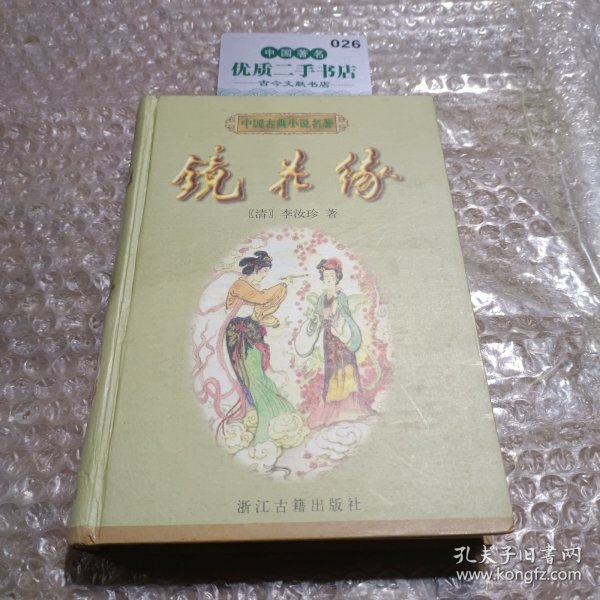 026
中国著名
优质二手书店
古今文献书店
中国古典小说名著
镜花缘
〖清〗李汝珍 著
浙江古籍出版社
孔夫子旧书网
www.kongfz.com